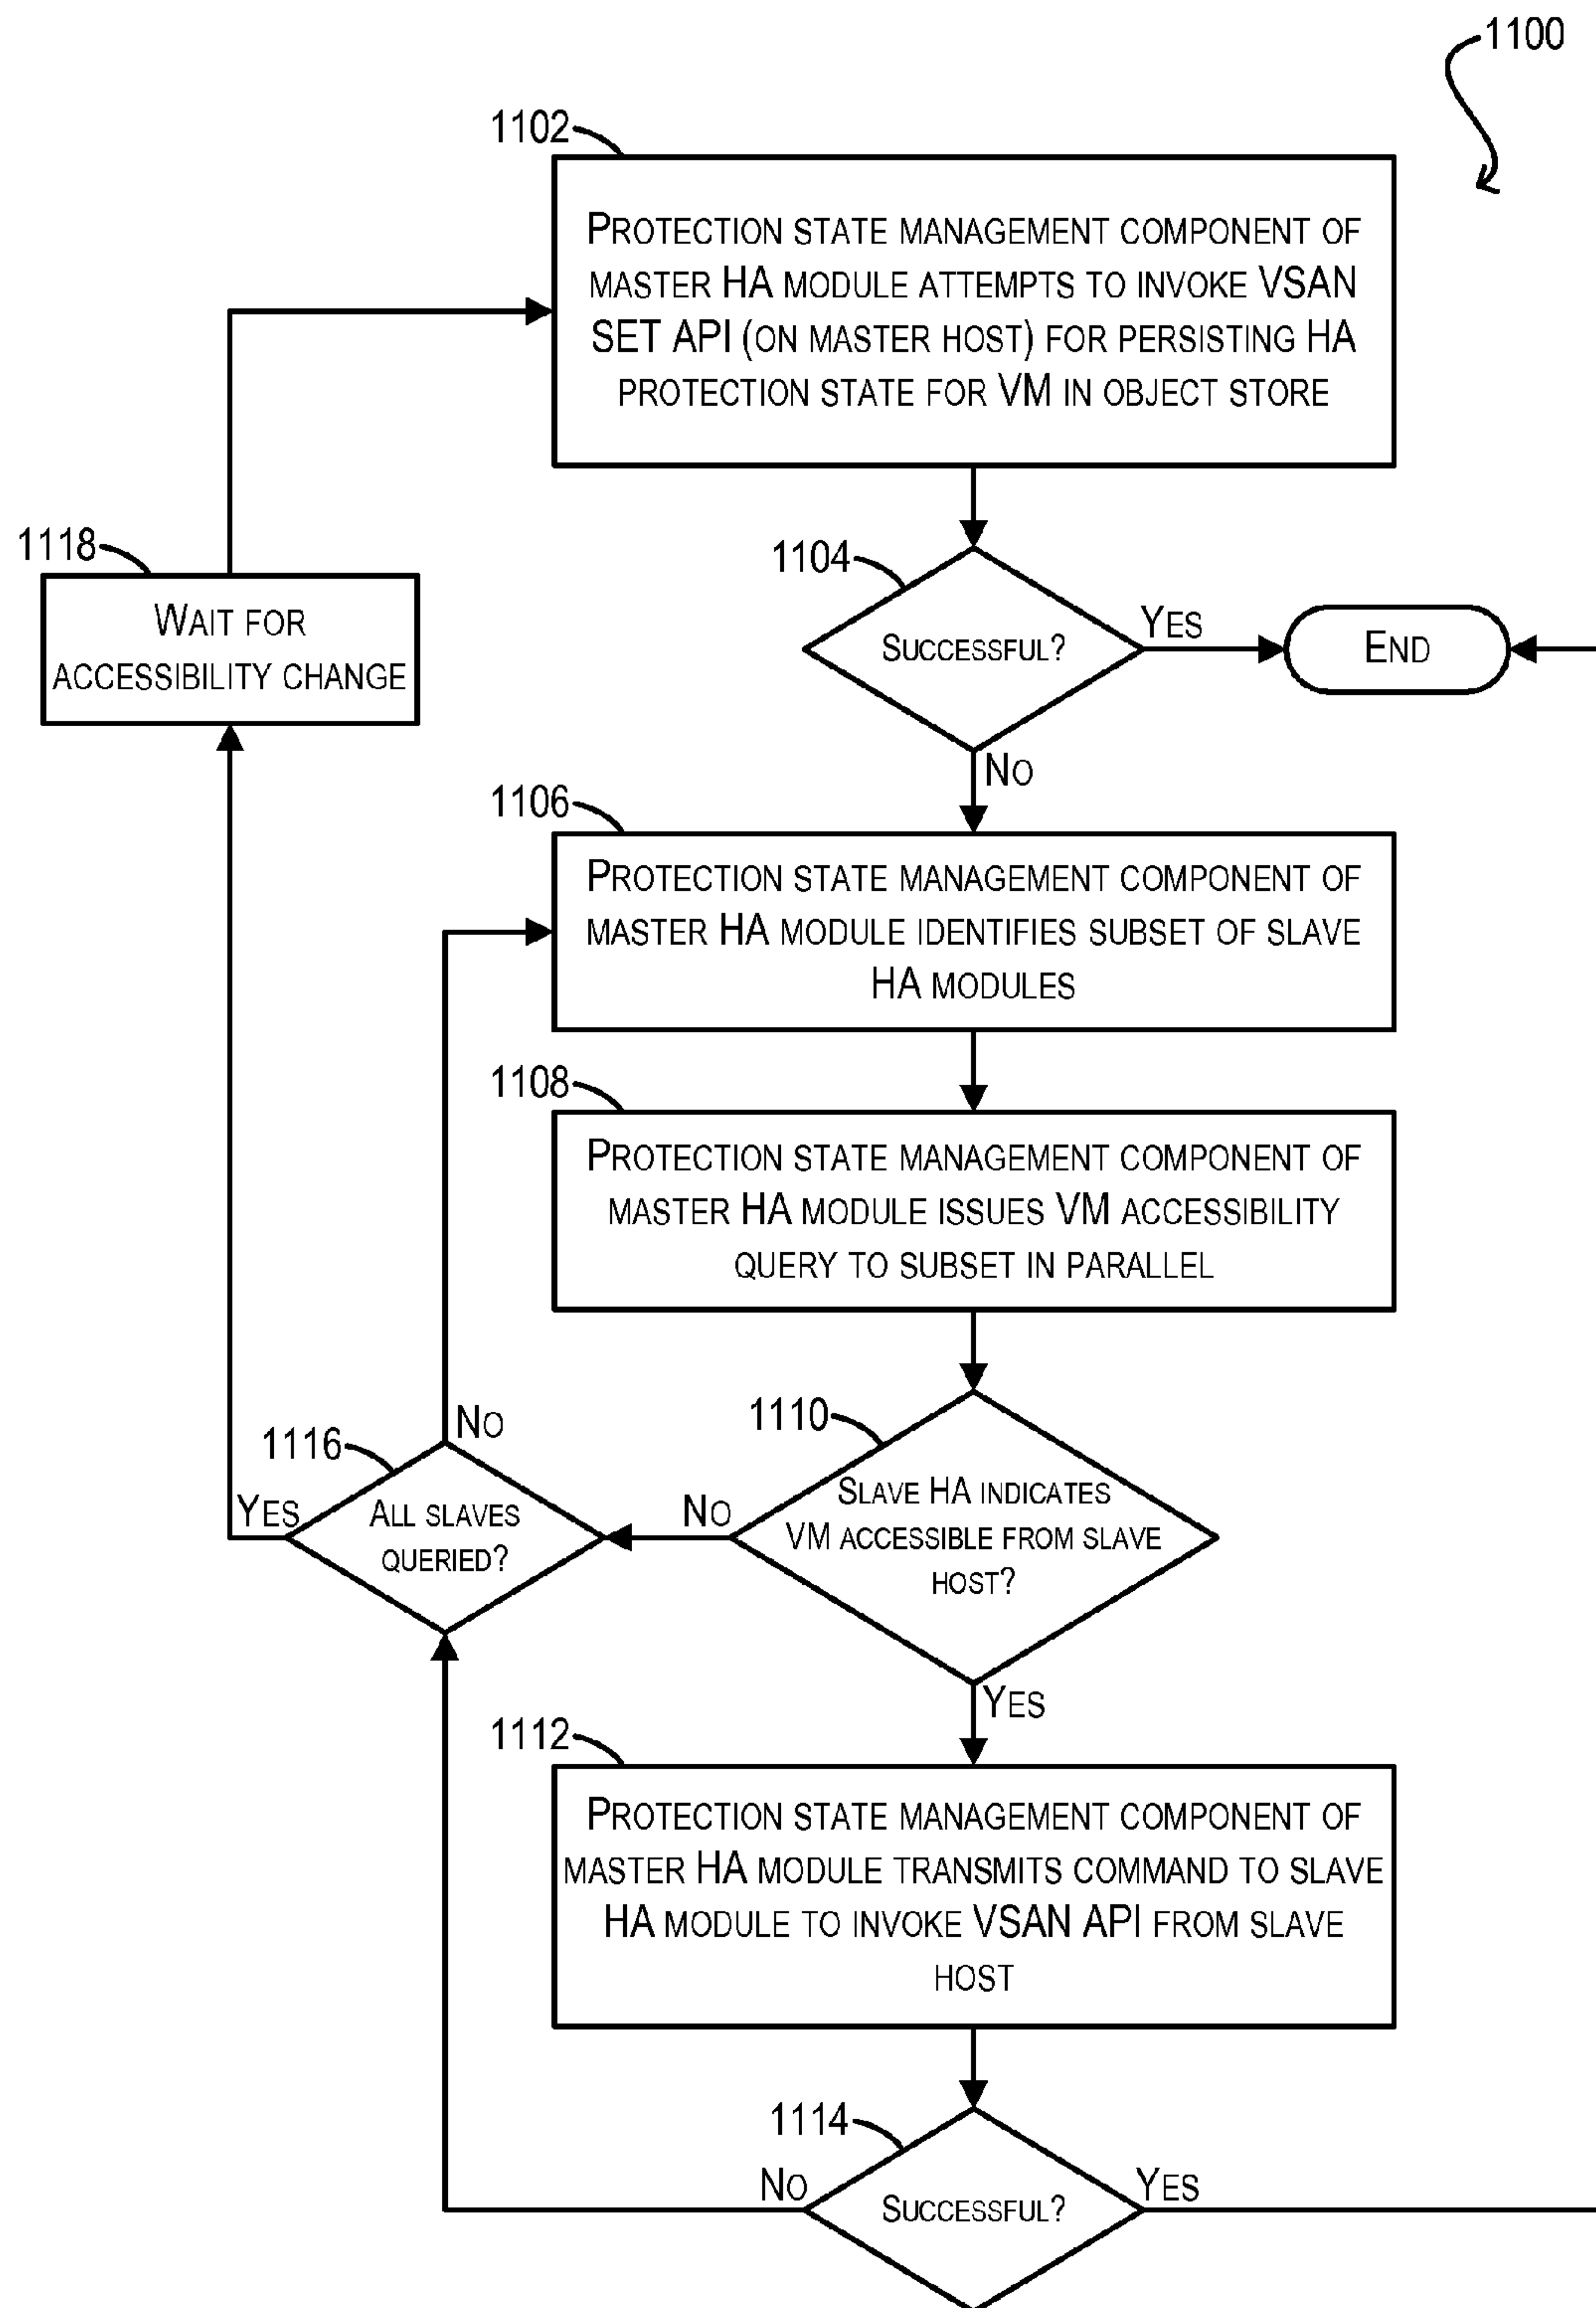 1100
1102
PROTECTION STATE MANAGEMENT COMPONENT OF
MASTER HA MODULE ATTEMPTS TO INVOKE VSAN
SET API (ON MASTER HOST) FOR PERSISTING HA
PROTECTION STATE FOR VM IN OBJECT STORE
1118
WAIT FOR
ACCESSIBILITY CHANGE
1104
SUCCESSFUL?
YES
END
NO
1106
PROTECTION STATE MANAGEMENT COMPONENT OF
MASTER HA MODULE IDENTIFIES SUBSET OF SLAVE
HA MODULES
1108
PROTECTION STATE MANAGEMENT COMPONENT OF
MASTER HA MODULE ISSUES VM ACCESSIBILITY
QUERY TO SUBSET IN PARALLEL
1110
SLAVE HA INDICATES
VM ACCESSIBLE FROM SLAVE
HOST?
NO
1116
NO
YES
ALL SLAVES
QUERIED?
YES
1112
PROTECTION STATE MANAGEMENT COMPONENT OF
MASTER HA MODULE TRANSMITS COMMAND TO SLAVE
HA MODULE TO INVOKE VSAN API FROM SLAVE
HOST
1114
NO
SUCCESSFUL?
YES